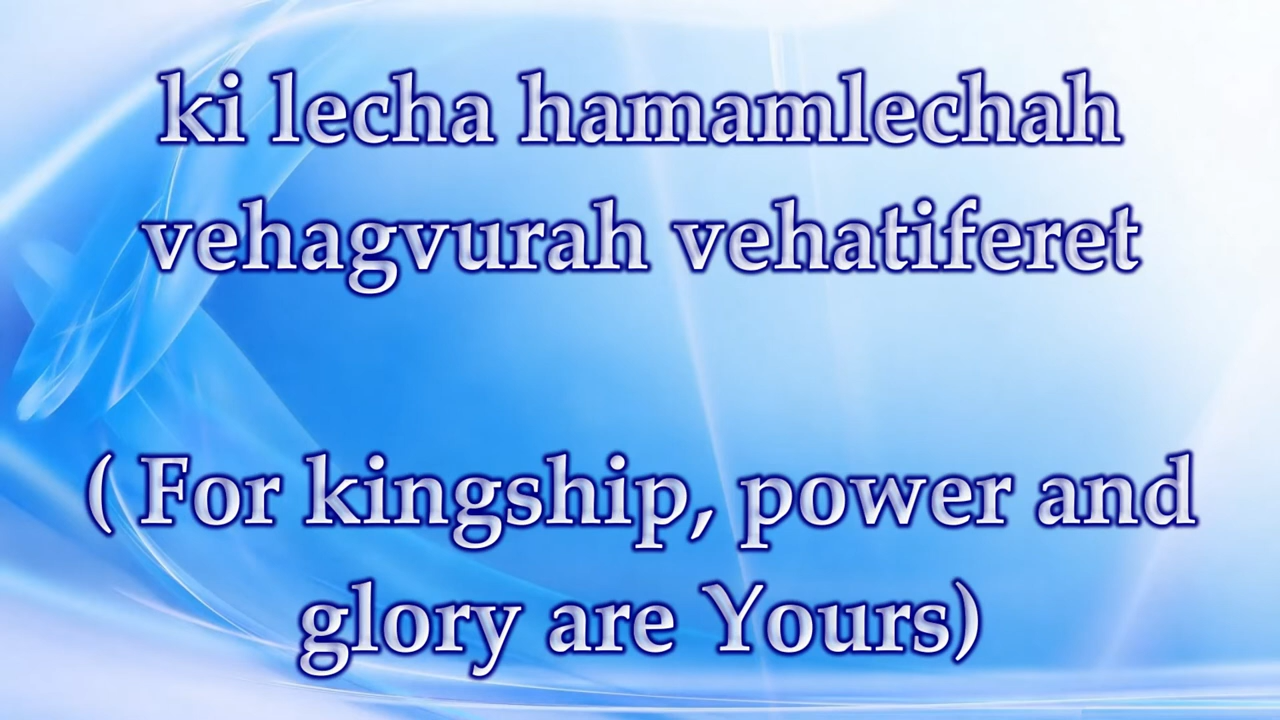 ki lecha hamamlechah
vehagvurah vehatiferet
( For kingship, power and
glory are Yours)